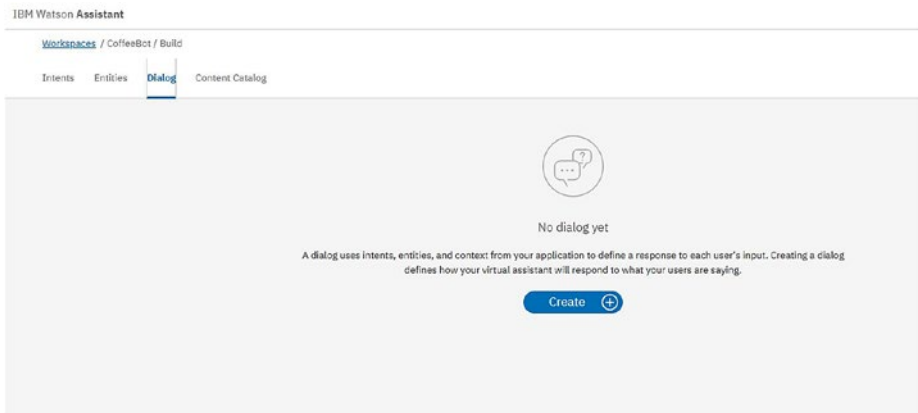 IBM Watson Assistant
Workspaces / CoffeeBot / Build
Intents Entities Dialog Content Catalog
?
...
No dialog yet
A dialog uses intents, entities, and context from your application to define a response to each user's input. Creating a dialog
defines how your virtual assistant will respond to what your users are saying.
Create